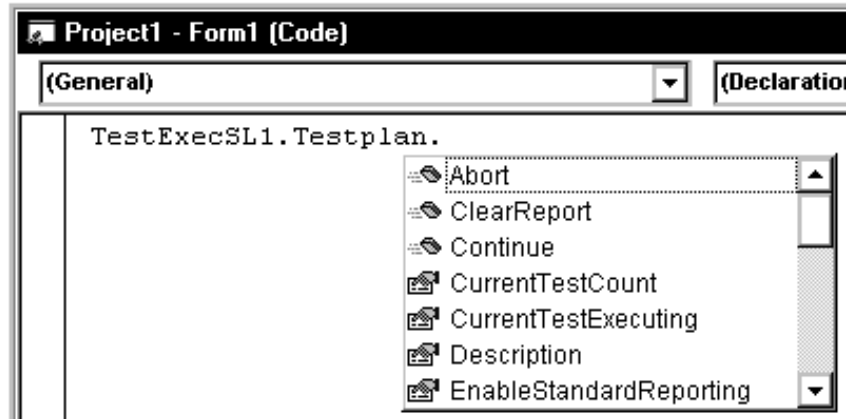 Project1 - Form1 (Code)
(General) (Declaration
TestExecSL1.Testplan.
Abort
ClearReport
Continue
CurrentTestCount
CurrentTestExecuting
Description
EnableStandardReporting